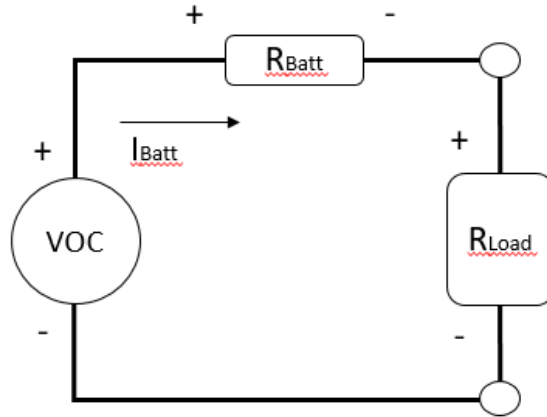 + -
RBatt
+
IBatt
+
VOC
RLoad
-
-